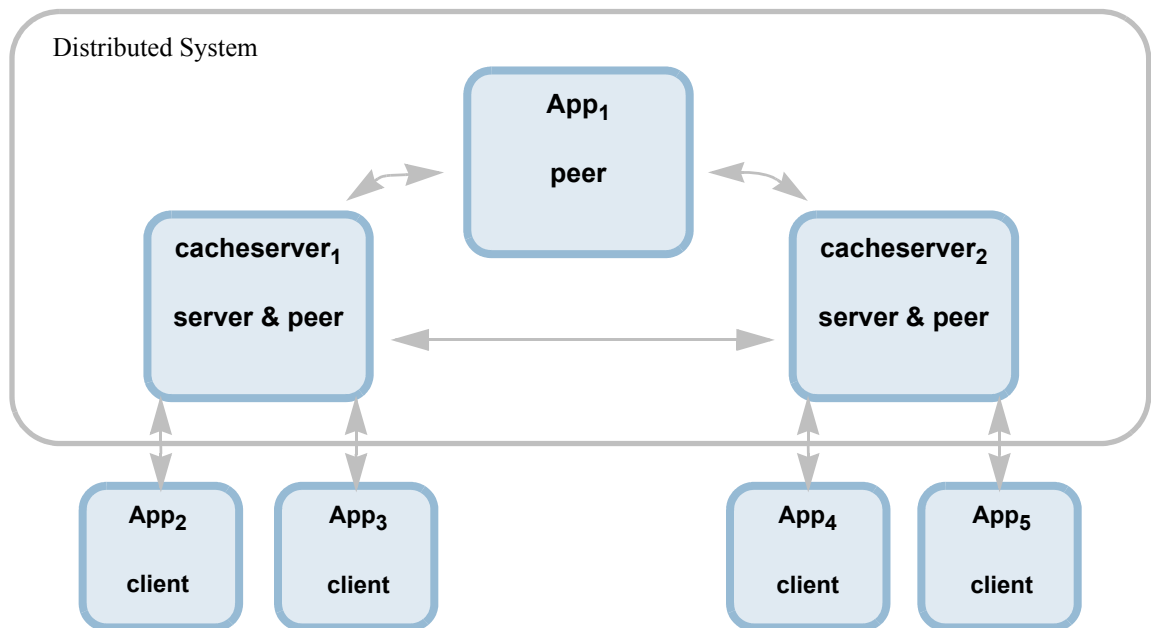 Distributed System
App1
peer
cacheserver1
server & peer
cacheserver2
server & peer
App2
client
App3
client
App4
client
App5
client